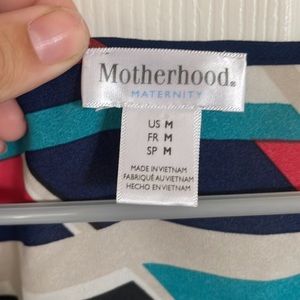 Motherhood®
MATERNITY
US M
FR M
SP M
MADE IN VIETNAM
FABRIQUÉ AU VIETNAM
HECHO EN VIETNAM